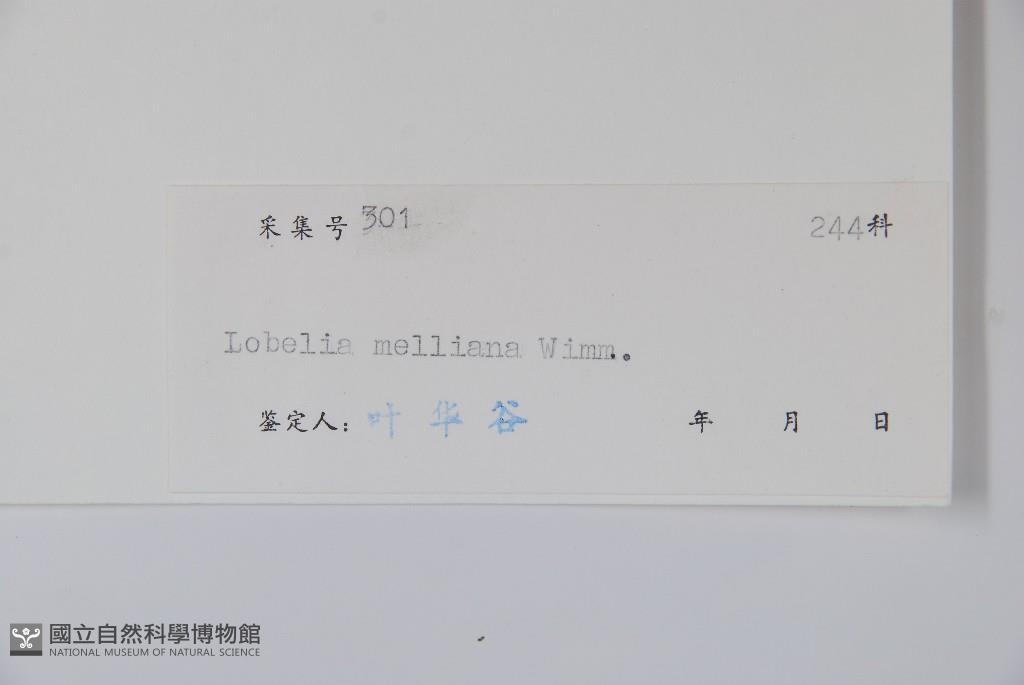 采集号 301 244科
Lobelia melliana Wimm.
鉴定人：叶华谷 年 月 日
國立自然科學博物館
NATIONAL MUSEUM OF NATURAL SCIENCE